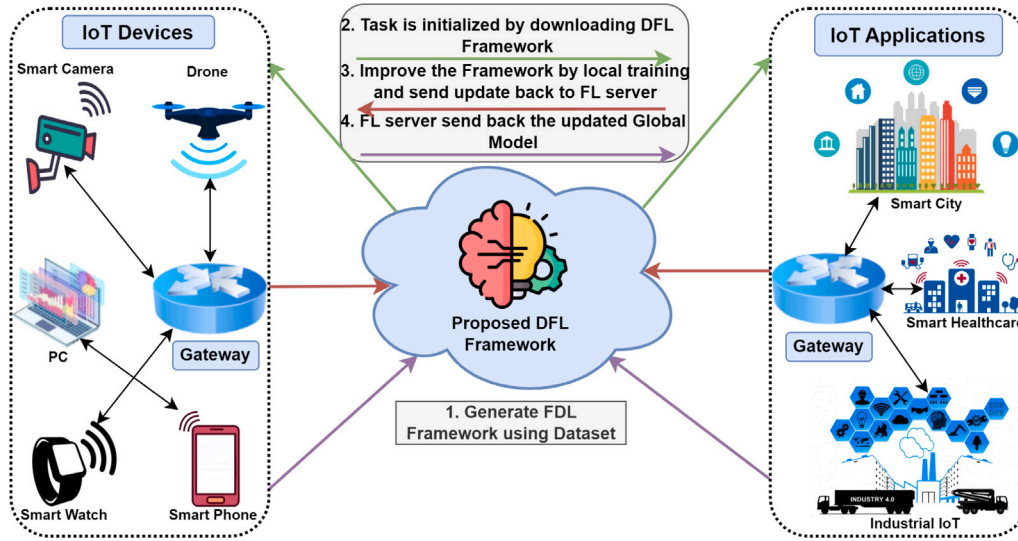 IoT Devices
Smart Camera
Drone
PC
Gateway
Smart Watch
Smart Phone
2. Task is initialized by downloading DFL
Framework
3. Improve the Framework by local training
and send update back to FL server
4. FL server send back the updated Global
Model
Proposed DFL
Framework
1. Generate FDL
Framework using Dataset
IoT Applications
Smart City
Smart Healthcare
Gateway
INDUSTRY 4.0
Industrial IoT